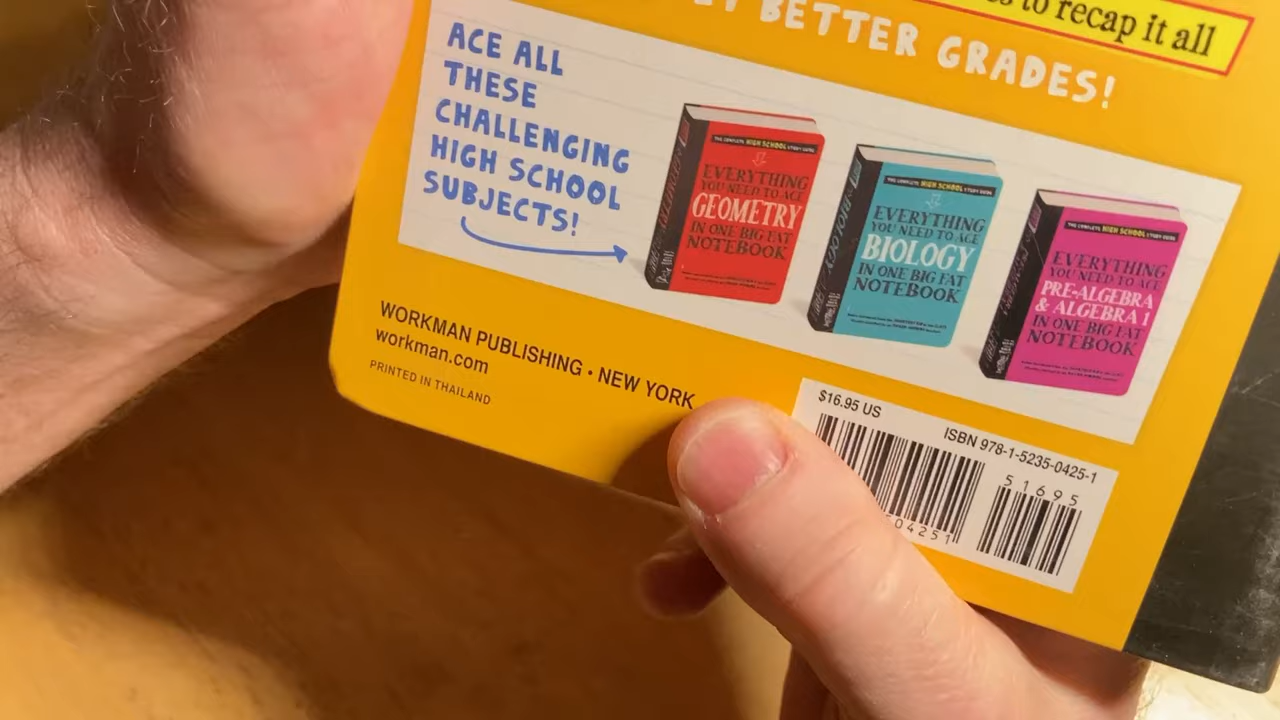 to recap it all
BETTER GRADES!
ACE ALL
THESE
CHALLENGING
HIGH SCHOOL
SUBJECTS!
THE COMPLETE HIGH SCHOOL STUDY GUIDE
EVERYTHING
YOU NEED TO ACE
GEOMETRY
IN ONE BIG FAT
NOTEBOOK
THE COMPLETE HIGH SCHOOL STUDY GUIDE
EVERYTHING
YOU NEED TO ACE
BIOLOGY
IN ONE BIG FAT
NOTEBOOK
THE COMPLETE HIGH SCHOOL STUDY GUIDE
EVERYTHING
YOU NEED TO ACE
PRE-ALGEBRA
& ALGEBRA 1
IN ONE BIG FAT
NOTEBOOK
WORKMAN PUBLISHING • NEW YORK
workman.com
PRINTED IN THAILAND
$16.95 US
ISBN 978-1-5235-0425-1
51695
04251